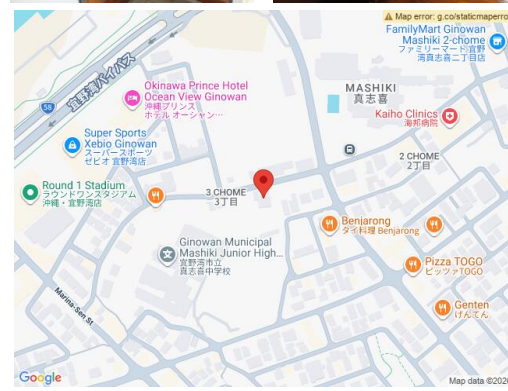 Map error: g.co/staticmaperro
FamilyMart Ginowan
Mashiki 2-chome
ファミリーマート 宜野
湾真志喜二丁目店
宜野湾バイパス
58
Okinawa Prince Hotel
Ocean View Ginowan
沖縄プリンス
ホテル オーシャン…
MASHIKI
真志喜
Kaiho Clinics
海邦病院
Super Sports
Xebio Ginowan
スーパースポーツ
ゼビオ 宜野湾店
2 CHOME
2丁目
Round 1 Stadium
ラウンドワンスタジアム
沖縄・宜野湾店
3 CHOME
3丁目
Benjarong
タイ料理 Benjarong
Ginowan Municipal
Mashiki Junior High...
宜野湾市立
真志喜中学校
Pizza TOGO
ピッツァTOGO
Marina-Sen St
Genten
げんてん
Google
Map data ©2026